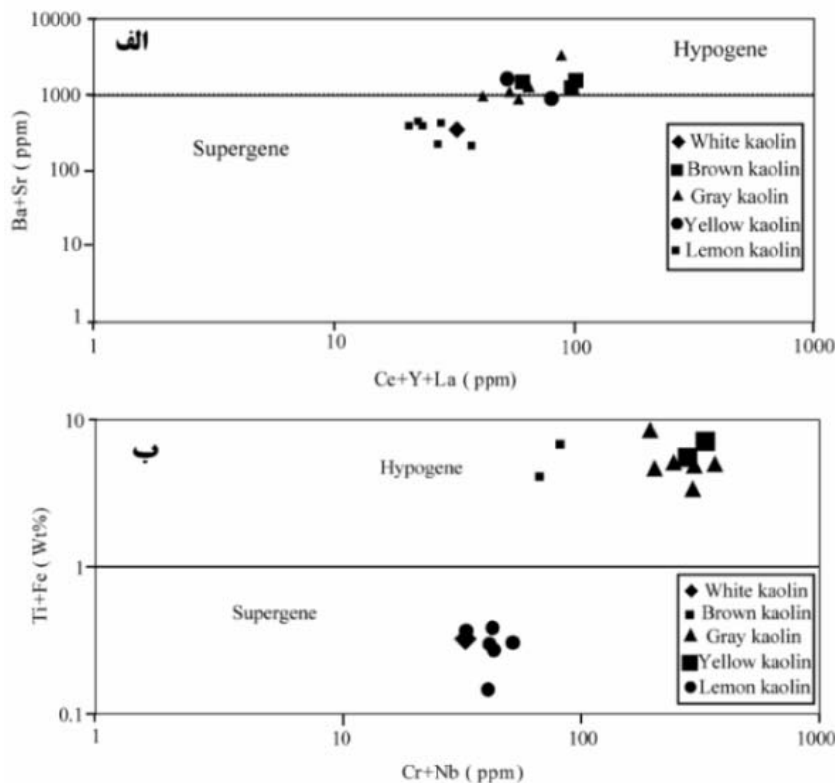 الف
10000
1000
100
10
1
Ba+Sr ( ppm)
Hypogene
Supergene
White kaolin
Brown kaolin
Gray kaolin
Yellow kaolin
Lemon kaolin
1
10
100
1000
Ce+Y+La ( ppm)
ب
10
1
0.1
Ti+Fe ( Wt%)
Hypogene
Supergene
White kaolin
Brown kaolin
Gray kaolin
Yellow kaolin
Lemon kaolin
1
10
100
1000
Cr+Nb ( ppm)